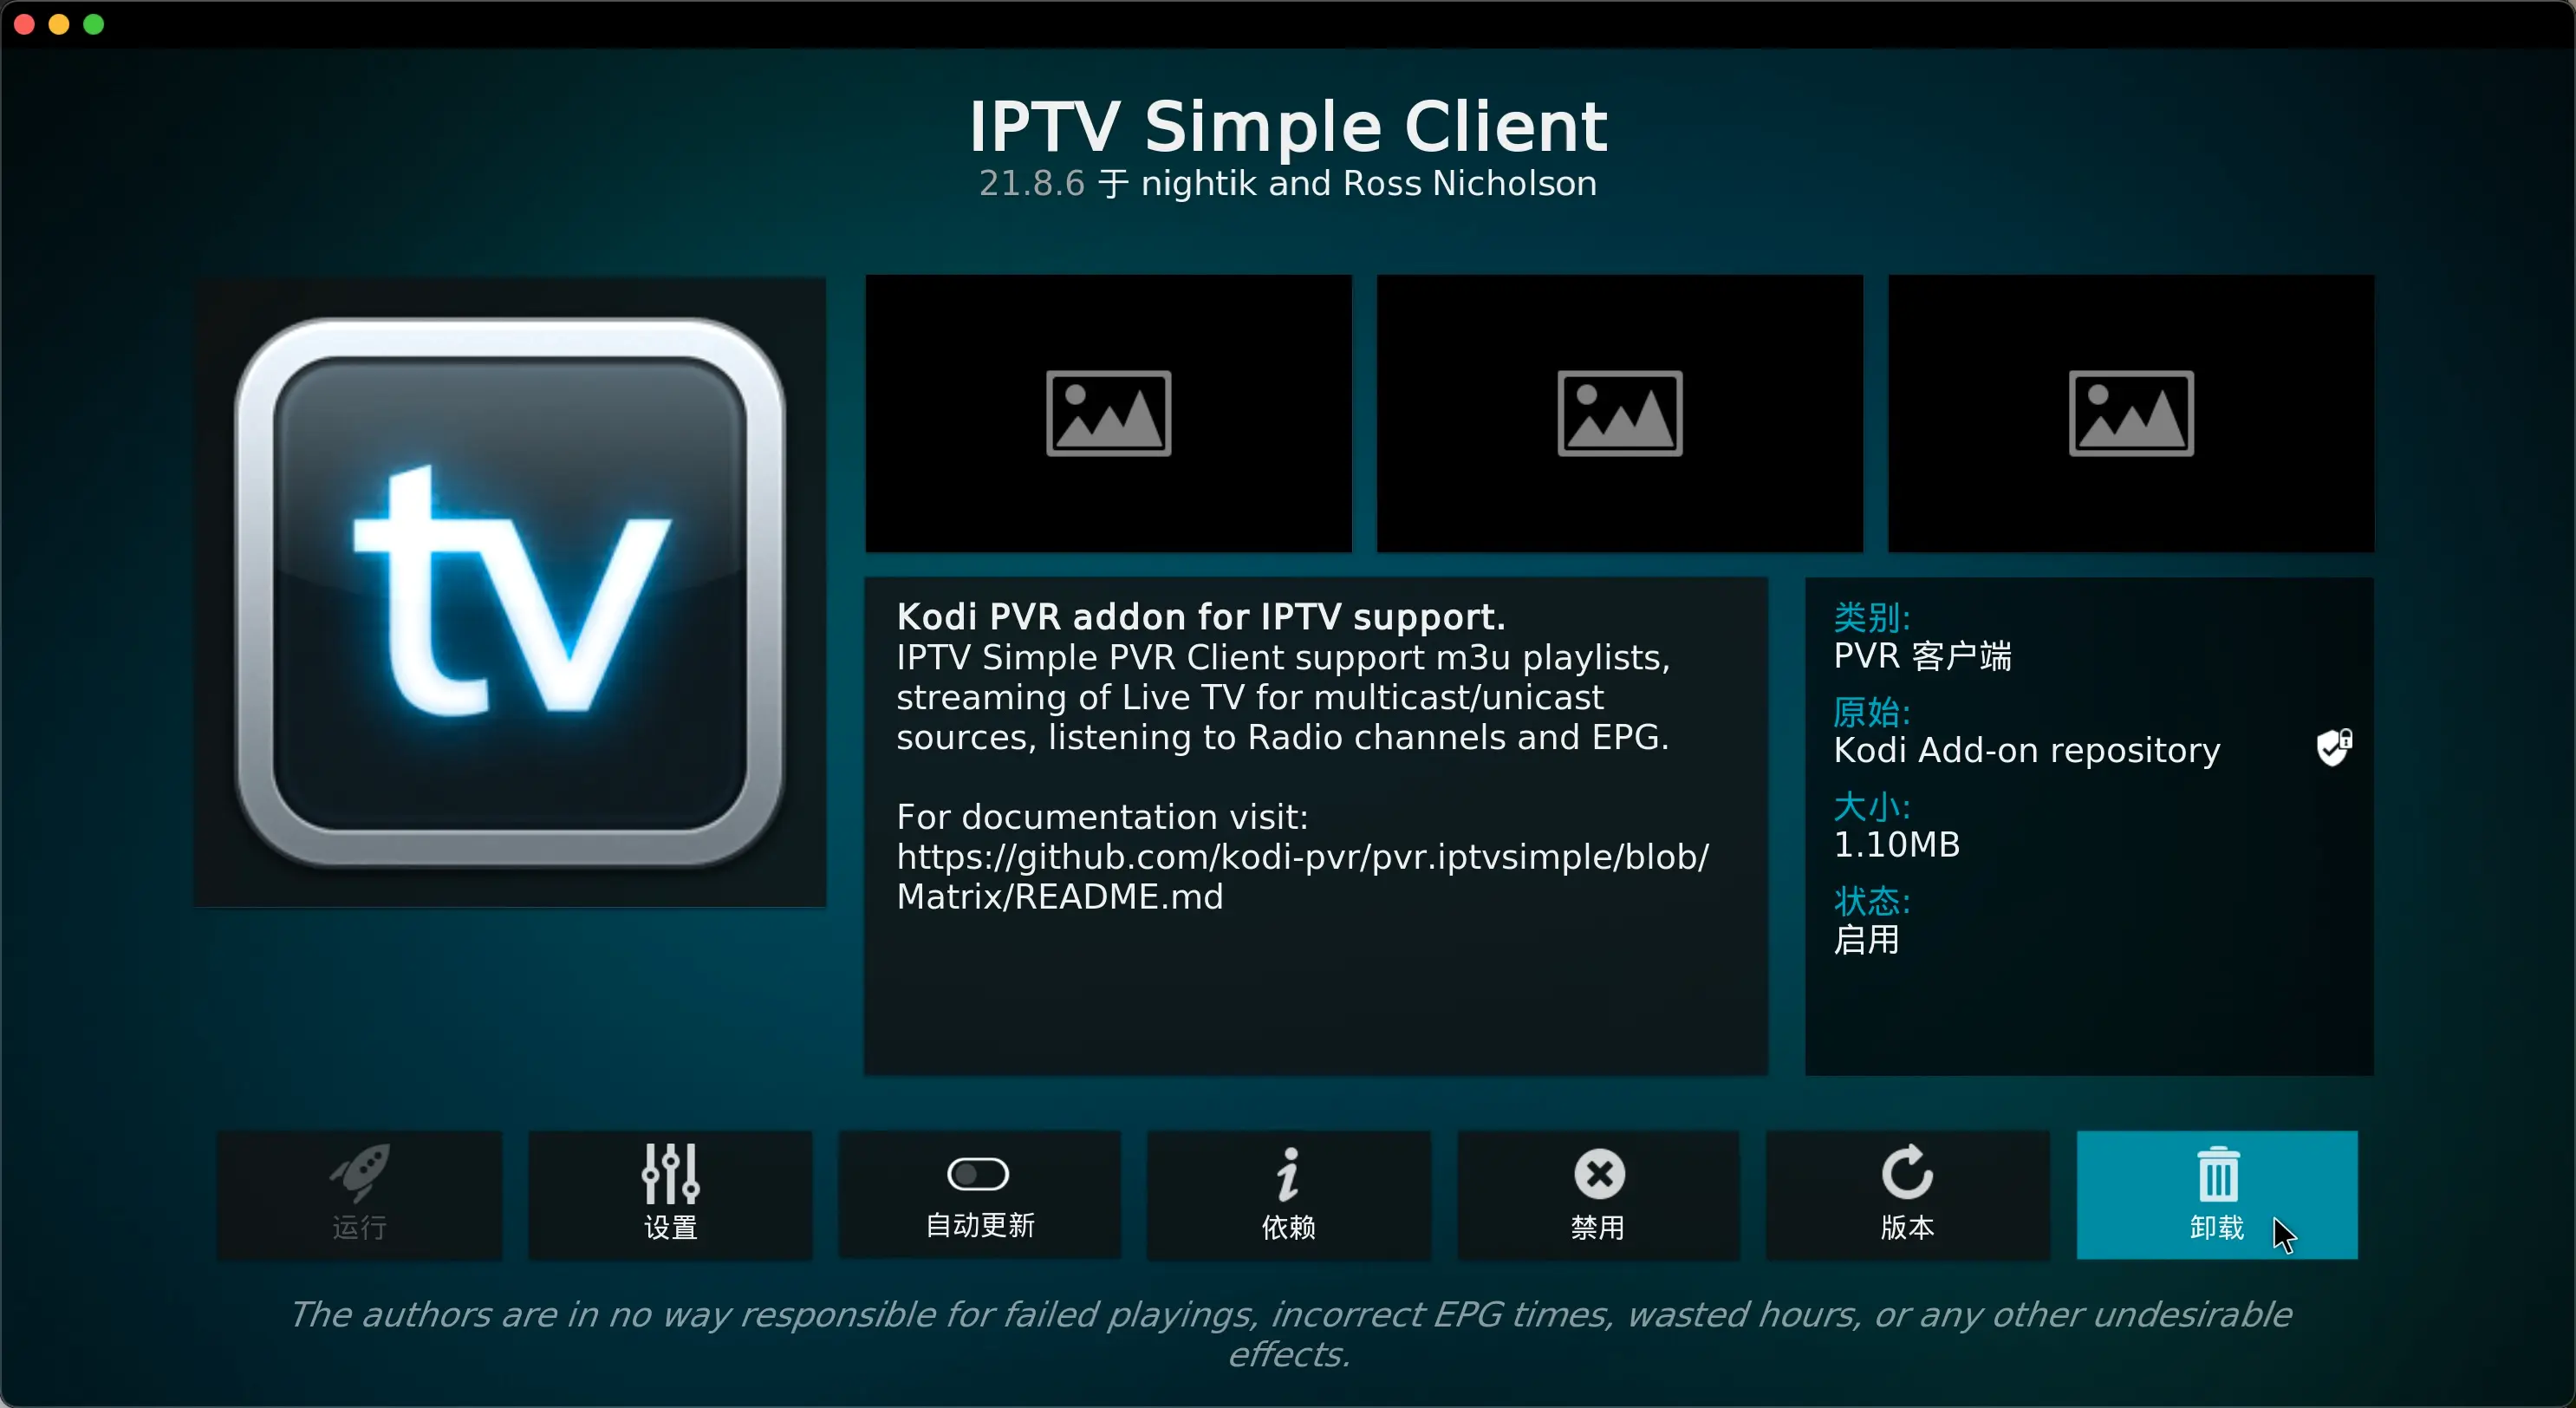 IPTV Simple Client
21.8.6 于 nightik and Ross Nicholson
tv
Kodi PVR addon for IPTV support.
IPTV Simple PVR Client support m3u playlists,
streaming of Live TV for multicast/unicast
sources, listening to Radio channels and EPG.
For documentation visit:
https://github.com/kodi-pvr/pvr.iptvsimple/blob/
Matrix/README.md
类别:
PVR 客户端
原始:
Kodi Add-on repository
大小:
1.10MB
状态:
启用
运行
设置
自动更新
依赖
禁用
版本
卸载
The authors are in no way responsible for failed playings, incorrect EPG times, wasted hours, or any other undesirable
effects.